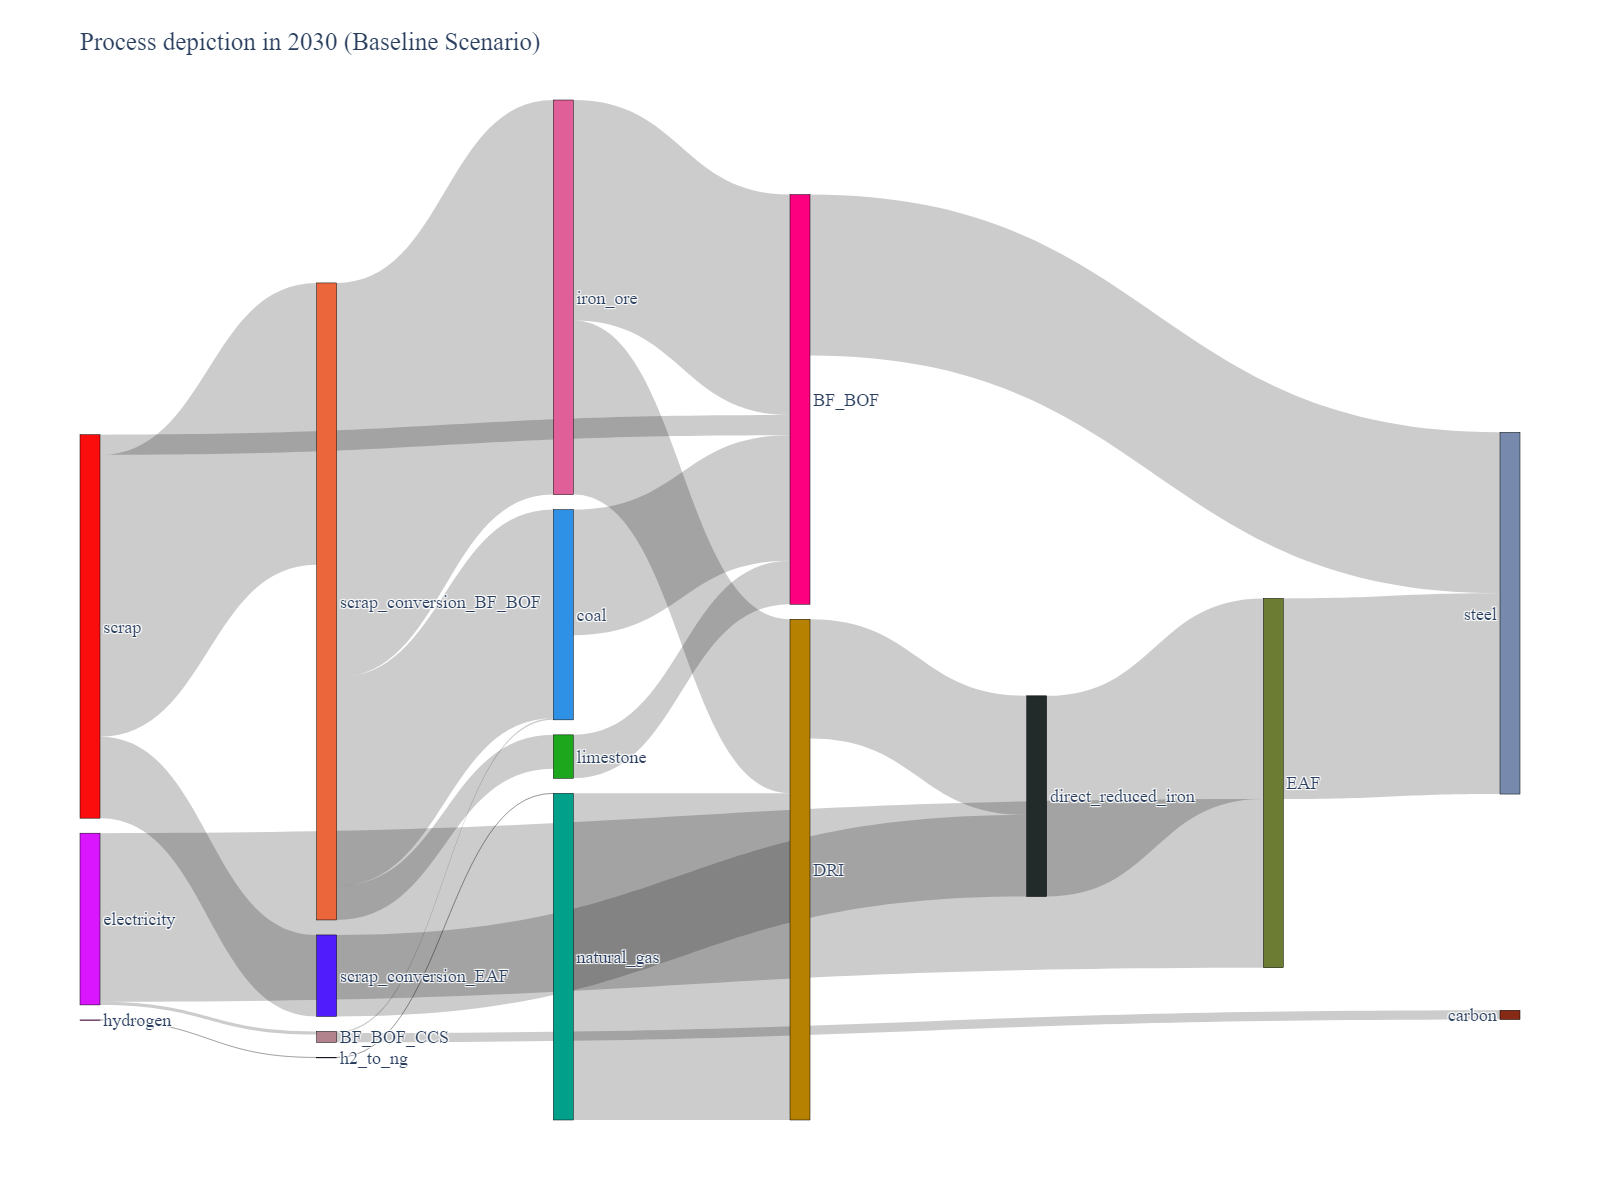 Process depiction in 2030 (Baseline Scenario)
iron_ore
BF_BOF
scrap_conversion_BF_BOF
coal
steel
scrap
limestone
EAF
direct_reduced_iron
DRI
electricity
natural_gas
scrap_conversion_EAF
carbon
hydrogen
BF_BOF_CCS
h2_to_ng